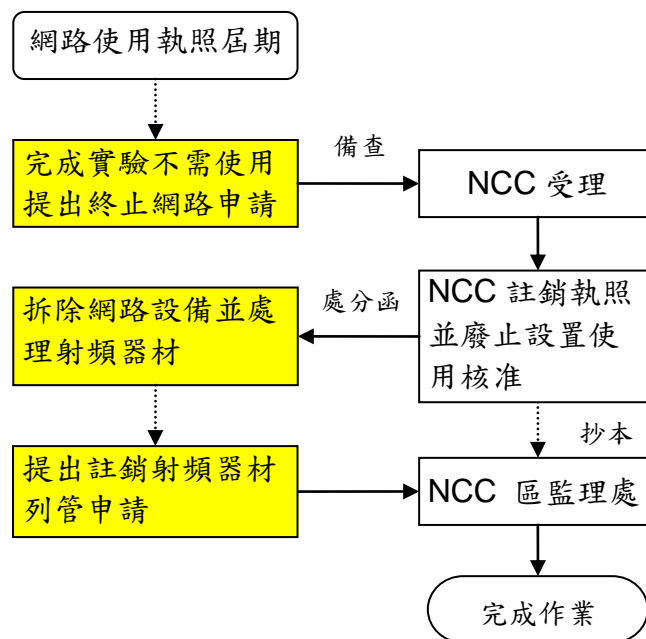 網路使用執照屆期
完成實驗不需使用
提出終止網路申請
備查
NCC 受理
NCC 註銷執照
並廢止設置使
用核准
處分函
拆除網路設備並處
理射頻器材
抄本
提出註銷射頻器材
列管申請
NCC 區監理處
完成作業